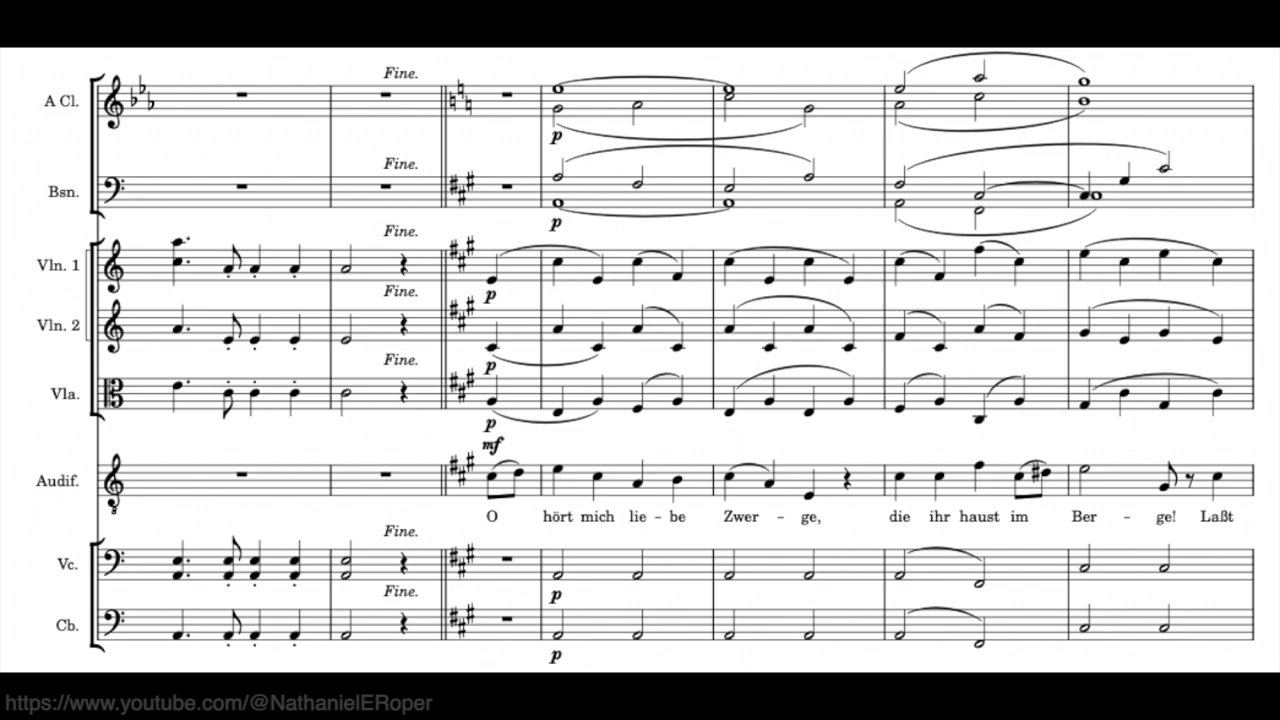 Fine.
A Cl.
p
Fine.
Bsn.
p
Fine.
Vln. 1
p
Fine.
Vln. 2
p
Fine.
Vla.
p
mf
Audif.
O hört mich lie – be Zwer – ge, die ihr haust im Ber – ge! Laßt
Fine.
Vc.
p
Fine.
Cb.
p
https://www.youtube.com/@NathanielERoper